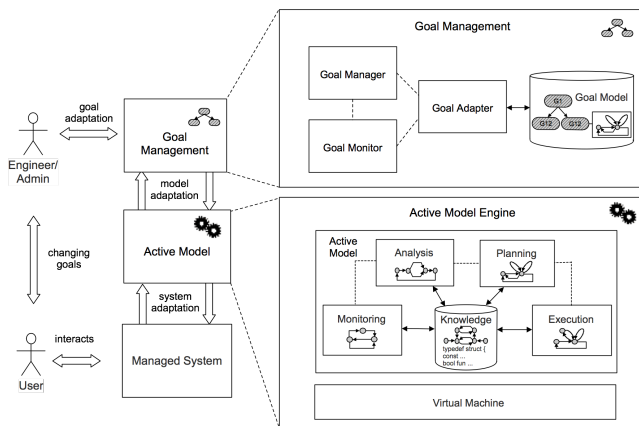 Goal Management
Goal Manager
Goal Monitor
Goal Adapter
Goal Model
G1
G12
G12
goal
adaptation
Engineer/
Admin
Goal
Management
model
adaptation
Active Model
changing
goals
system
adaptation
interacts
User
Managed System
Active Model Engine
Active
Model
Analysis
Planning
Monitoring
Knowledge
typedef struct {
const ...
bool fun ...
Execution
Virtual Machine